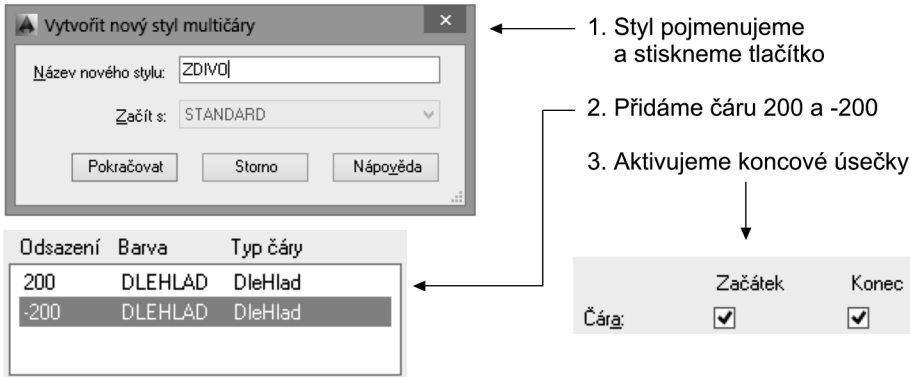 Vytvořit nový styl multičáry
Název nového stylu: ZDIVO
Začít s: STANDARD
Pokračovat Storno Nápověda
1. Styl pojmenujeme
a stiskneme tlačítko
2. Přidáme čáru 200 a -200
3. Aktivujeme koncové úsečky
Odsazení Barva Typ čáry
200 DLEHLAD DleHlad
-200 DLEHLAD DleHlad
Začátek Konec
Čára: